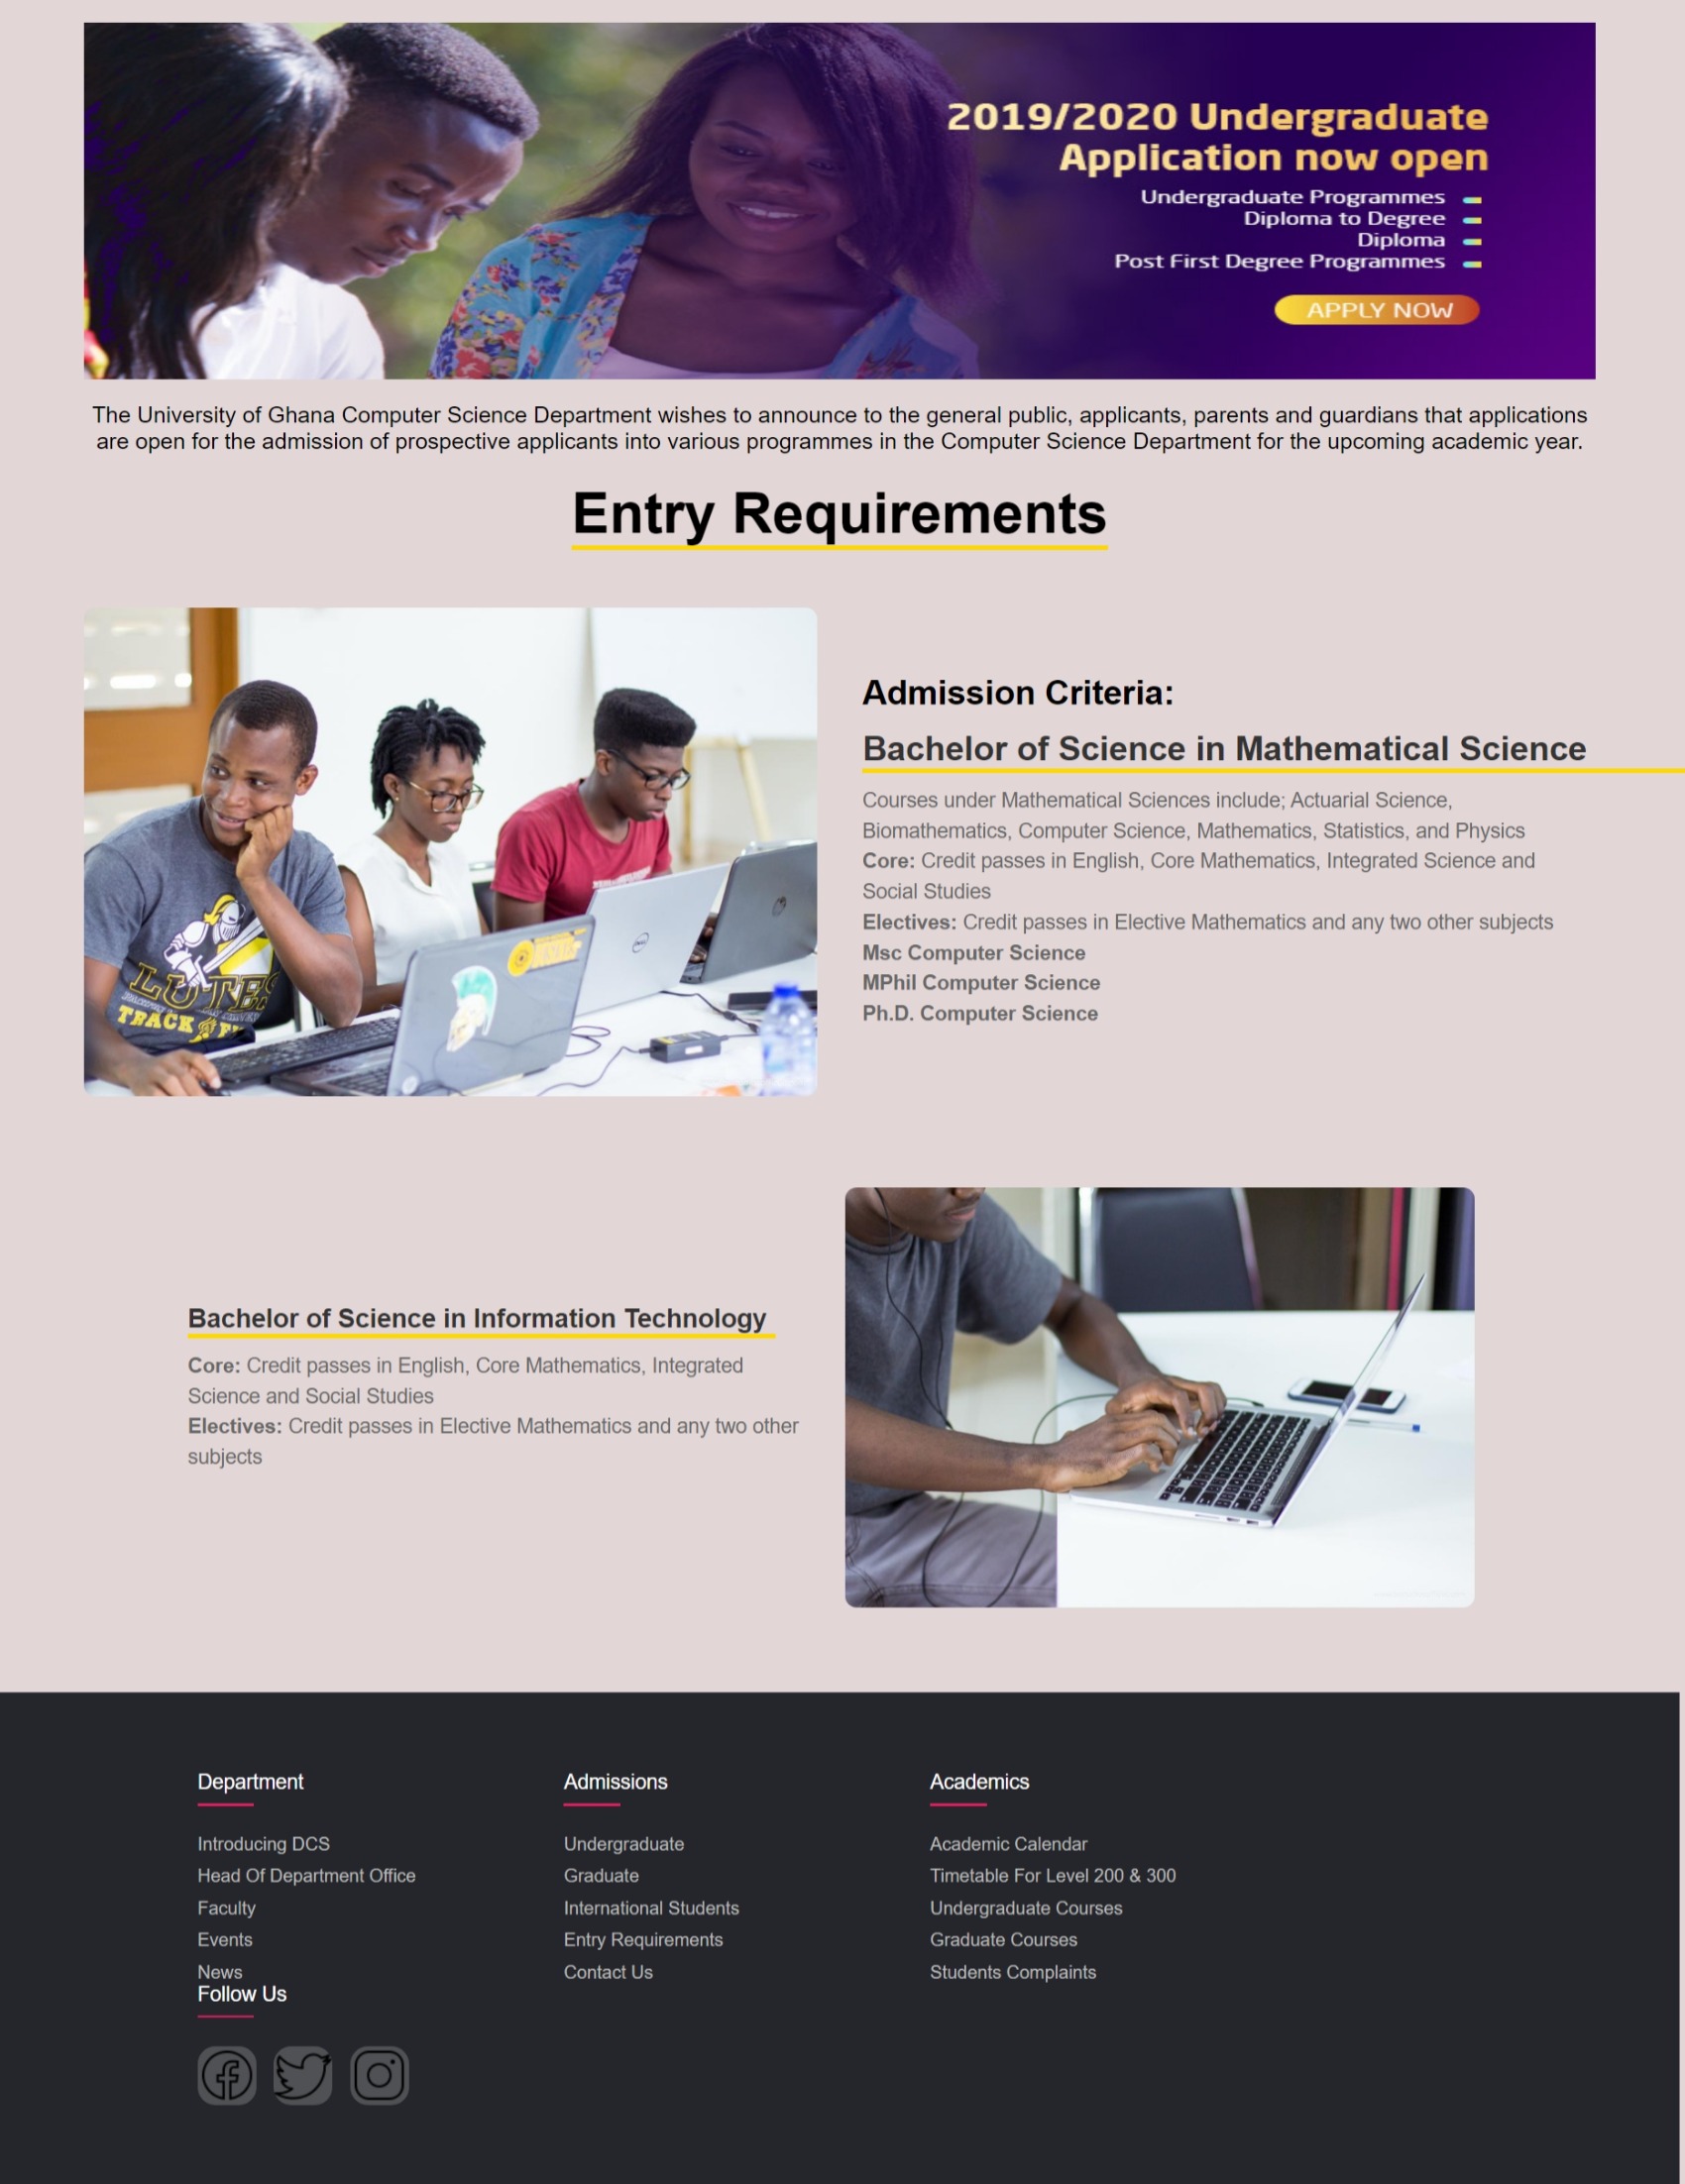 2019/2020 Undergraduate
Application now open
Undergraduate Programmes
Diploma to Degree
Diploma
Post First Degree Programmes
APPLY NOW
The University of Ghana Computer Science Department wishes to announce to the general public, applicants, parents and guardians that applications
are open for the admission of prospective applicants into various programmes in the Computer Science Department for the upcoming academic year.
Entry Requirements
LUTES
TRACK
DELL
Admission Criteria:
Bachelor of Science in Mathematical Science
Courses under Mathematical Sciences include; Actuarial Science,
Biomathematics, Computer Science, Mathematics, Statistics, and Physics
Core: Credit passes in English, Core Mathematics, Integrated Science and
Social Studies
Electives: Credit passes in Elective Mathematics and any two other subjects
Msc Computer Science
MPhil Computer Science
Ph.D. Computer Science
Bachelor of Science in Information Technology
Core: Credit passes in English, Core Mathematics, Integrated
Science and Social Studies
Electives: Credit passes in Elective Mathematics and any two other
subjects
Department
Introducing DCS
Head Of Department Office
Faculty
Events
News
Admissions
Undergraduate
Graduate
International Students
Entry Requirements
Contact Us
Academics
Academic Calendar
Timetable For Level 200 & 300
Undergraduate Courses
Graduate Courses
Students Complaints
Follow Us